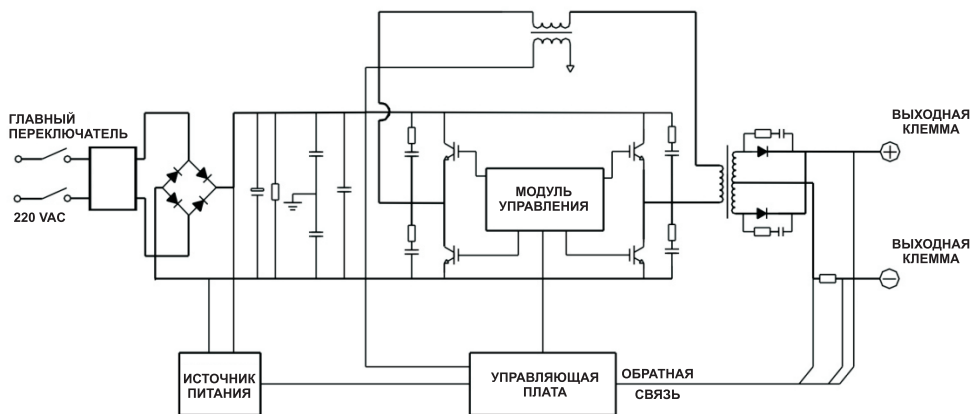 ГЛАВНЫЙ
ПЕРЕКЛЮЧАТЕЛЬ
220 VAC
МОДУЛЬ
УПРАВЛЕНИЯ
ВЫХОДНАЯ
КЛЕММА
+
ВЫХОДНАЯ
КЛЕММА
−
ИСТОЧНИК
ПИТАНИЯ
УПРАВЛЯЮЩАЯ
ПЛАТА
ОБРАТНАЯ
СВЯЗЬ